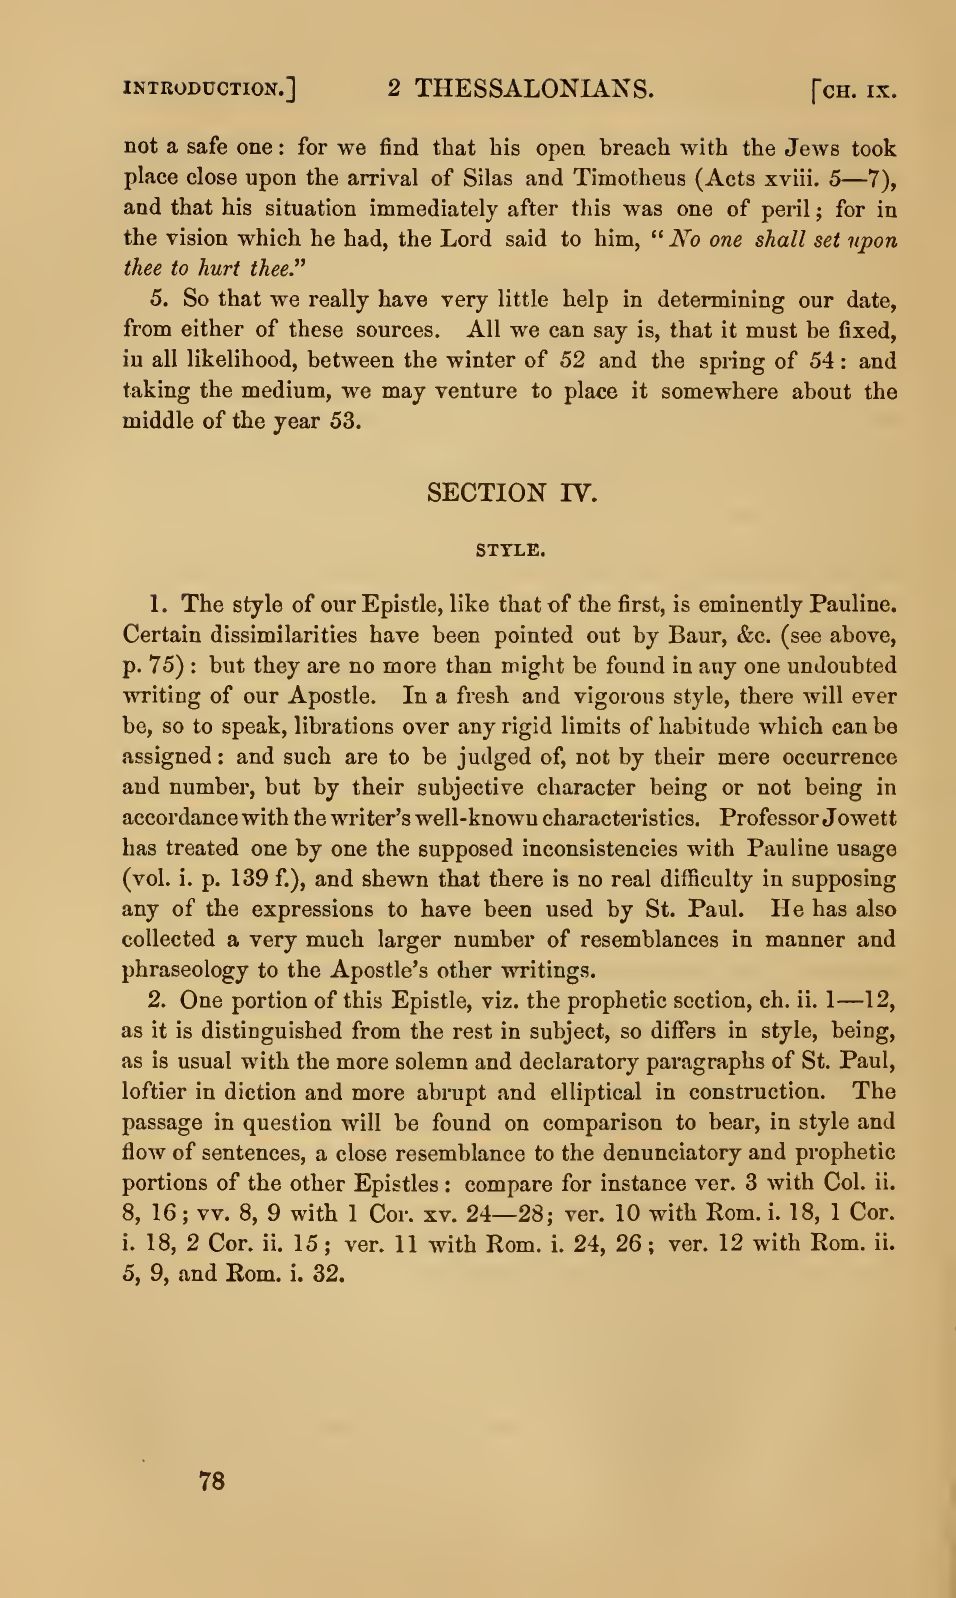 INTRODUCTION.] 2 THESSALONIANS. [CH. IX.
not a safe one: for we find that his open breach with the Jews took
place close upon the arrival of Silas and Timotheus (Acts xviii. 5—7),
and that his situation immediately after this was one of peril; for in
the vision which he had, the Lord said to him, “No one shall set upon
thee to hurt thee.”
5. So that we really have very little help in determining our date,
from either of these sources. All we can say is, that it must be fixed,
in all likelihood, between the winter of 52 and the spring of 54: and
taking the medium, we may venture to place it somewhere about the
middle of the year 53.
SECTION IV.
STYLE.
1. The style of our Epistle, like that of the first, is eminently Pauline.
Certain dissimilarities have been pointed out by Baur, &c. (see above,
p. 75): but they are no more than might be found in any one undoubted
writing of our Apostle. In a fresh and vigorous style, there will ever
be, so to speak, librations over any rigid limits of habitude which can be
assigned: and such are to be judged of, not by their mere occurrence
and number, but by their subjective character being or not being in
accordance with the writer’s well-known characteristics. Professor Jowett
has treated one by one the supposed inconsistencies with Pauline usage
(vol. i. p. 139 f.), and shewn that there is no real difficulty in supposing
any of the expressions to have been used by St. Paul. He has also
collected a very much larger number of resemblances in manner and
phraseology to the Apostle’s other writings.
2. One portion of this Epistle, viz. the prophetic section, ch. ii. 1—12,
as it is distinguished from the rest in subject, so differs in style, being,
as is usual with the more solemn and declaratory paragraphs of St. Paul,
loftier in diction and more abrupt and elliptical in construction. The
passage in question will be found on comparison to bear, in style and
flow of sentences, a close resemblance to the denunciatory and prophetic
portions of the other Epistles: compare for instance ver. 3 with Col. ii.
8, 16; vv. 8, 9 with 1 Cor. xv. 24—28; ver. 10 with Rom. i. 18, 1 Cor.
i. 18, 2 Cor. ii. 15; ver. 11 with Rom. i. 24, 26; ver. 12 with Rom. ii.
5, 9, and Rom. i. 32.
78